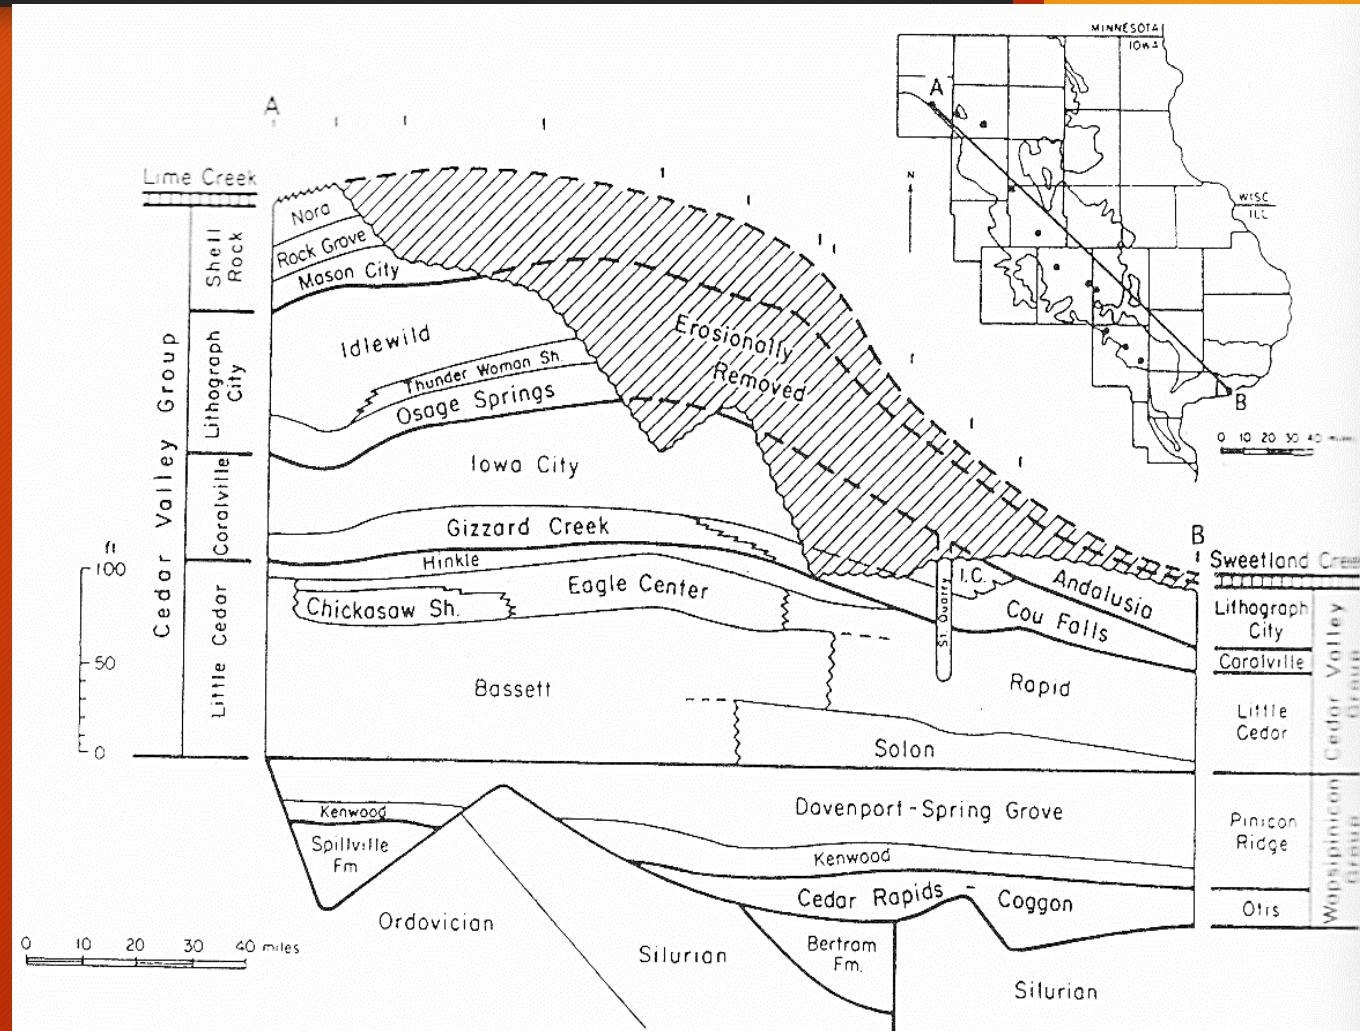 MINNESOTA
IOWA
A
N
WISC
ILL
B
0 10 20 30 40
A
Lime Creek
Nora
Rock Grove
Mason City
Shell
Rock
Idlewild
Thunder Woman Sh.
Osage Springs
Lithograph
City
Erosionally
Removed
Iowa City
Gizzard Creek
Coralville
Hinkle
Eagle Center
Chickasaw Sh.
Cedar Valley Group
Little Cedar
ft
100
50
0
Bassett
Solon
Rapid
St. Quarry
I.C.
Cou Falls
Andalusia
B
Sweetland Creek
Lithograph
City
Coralville
Little
Cedar
Cedar Valley
Group
Pinicon
Ridge
Otis
Wapsipinicon
Group
Davenport-Spring Grove
Kenwood
Kenwood
Spillville
Fm
Cedar Rapids - Coggon
Ordovician
Silurian
Bertram
Fm.
Silurian
0 10 20 30 40 miles